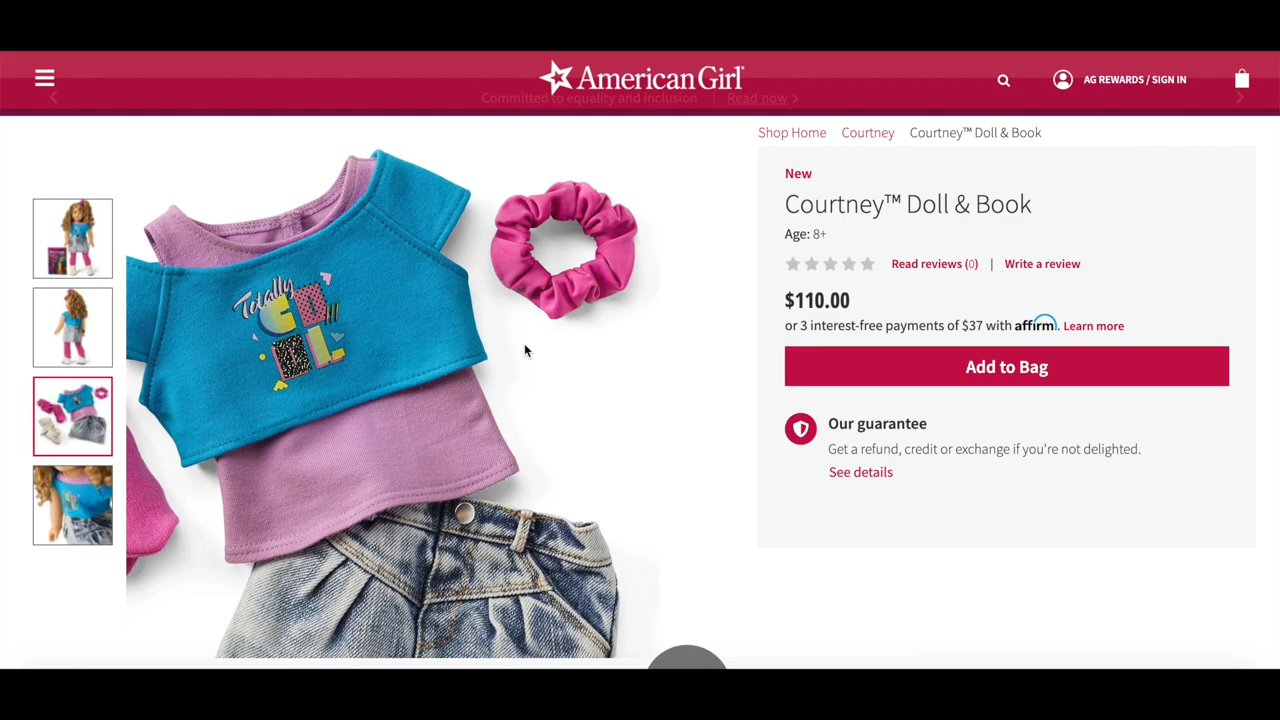 American Girl
AG REWARDS / SIGN IN
Committed to equality and inclusion | Read now >
Shop Home Courtney Courtney™ Doll & Book
New
Courtney™ Doll & Book
Age: 8+
Read reviews (0) | Write a review
$110.00
or 3 interest-free payments of $37 with affirm. Learn more
Add to Bag
Our guarantee
Get a refund, credit or exchange if you're not delighted.
See details
Totally
COOL